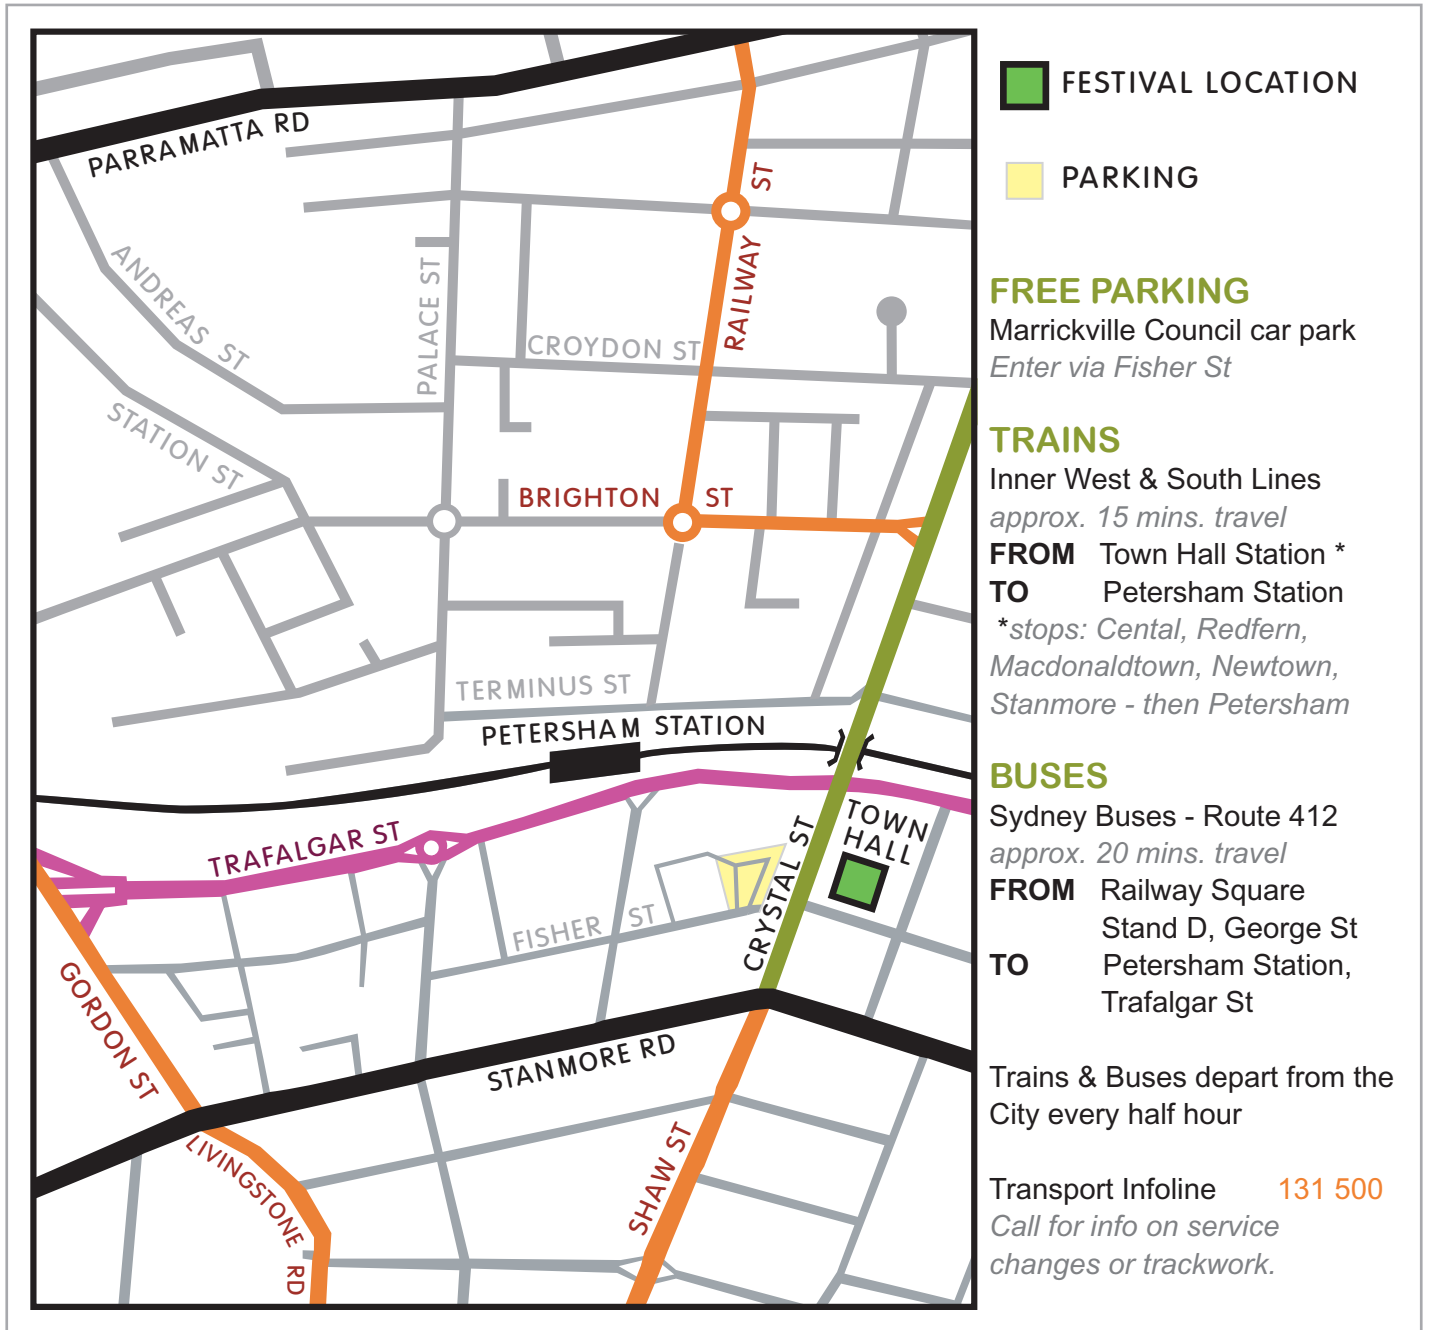 PARRAMATTA RD
ST
RAILWAY
ANDREAS ST
PALACE ST
CROYDON ST
STATION ST
BRIGHTON ST
TERMINUS ST
PETERSHAM STATION
TRAFALGAR ST
TOWN
HALL
CRYSTAL ST
FISHER ST
GORDON ST
STANMORE RD
LIVINGSTONE RD
SHAW ST
FESTIVAL LOCATION
PARKING
FREE PARKING
Marrickville Council car park
Enter via Fisher St
TRAINS
Inner West & South Lines
approx. 15 mins. travel
FROM Town Hall Station *
TO Petersham Station
*stops: Cental, Redfern,
Macdonaldtown, Newtown,
Stanmore - then Petersham
BUSES
Sydney Buses - Route 412
approx. 20 mins. travel
FROM Railway Square
Stand D, George St
TO Petersham Station,
Trafalgar St
Trains & Buses depart from the
City every half hour
Transport Infoline 131 500
Call for info on service
changes or trackwork.